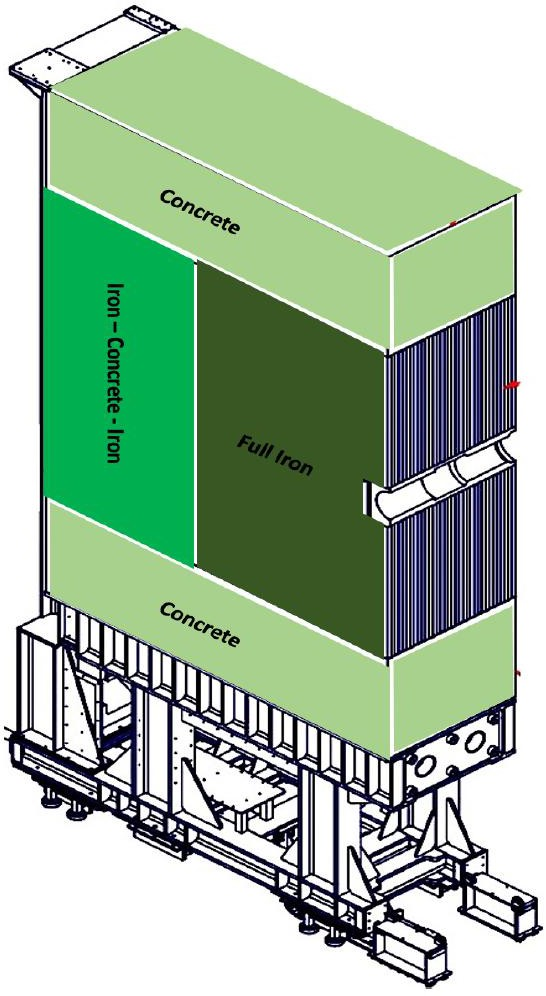 Concrete
Iron – Concrete - Iron
Full Iron
Concrete